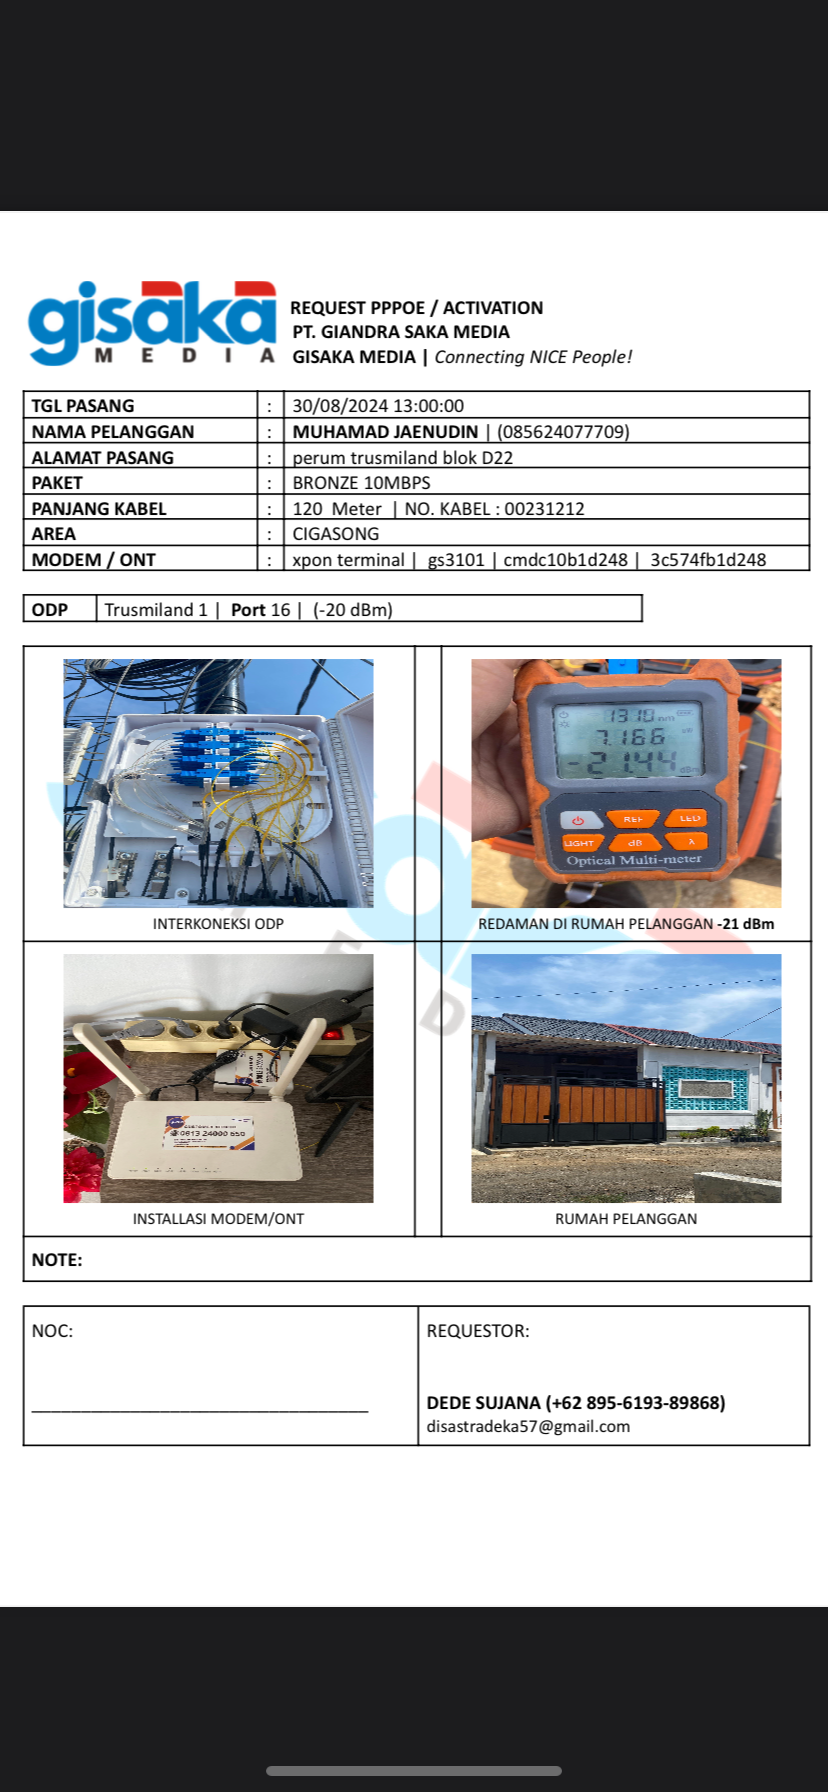 gisaka
MEDIA
REQUEST PPPOE / ACTIVATION
PT. GIANDRA SAKA MEDIA
GISAKA MEDIA | Connecting NICE People!
TGL PASANG : 30/08/2024 13:00:00
NAMA PELANGGAN : MUHAMAD JAENUDIN | (085624077709)
ALAMAT PASANG : perum trusmiland blok D22
PAKET : BRONZE 10MBPS
PANJANG KABEL : 120 Meter | NO. KABEL : 00231212
AREA : CIGASONG
MODEM / ONT : xpon terminal | gs3101 | cmdc10b1d248 | 3c574fb1d248
ODP Trusmiland 1 | Port 16 | (-20 dBm)
1310 nm
7.166
-21.44
REF LED
LIGHT dB λ
Optical Multi-meter
INTERKONEKSI ODP
REDAMAN DI RUMAH PELANGGAN -21 dBm
0813 24000 650
INSTALLASI MODEM/ONT
RUMAH PELANGGAN
NOTE:
NOC:
REQUESTOR:
DEDE SUJANA (+62 895-6193-89868)
disastradeka57@gmail.com